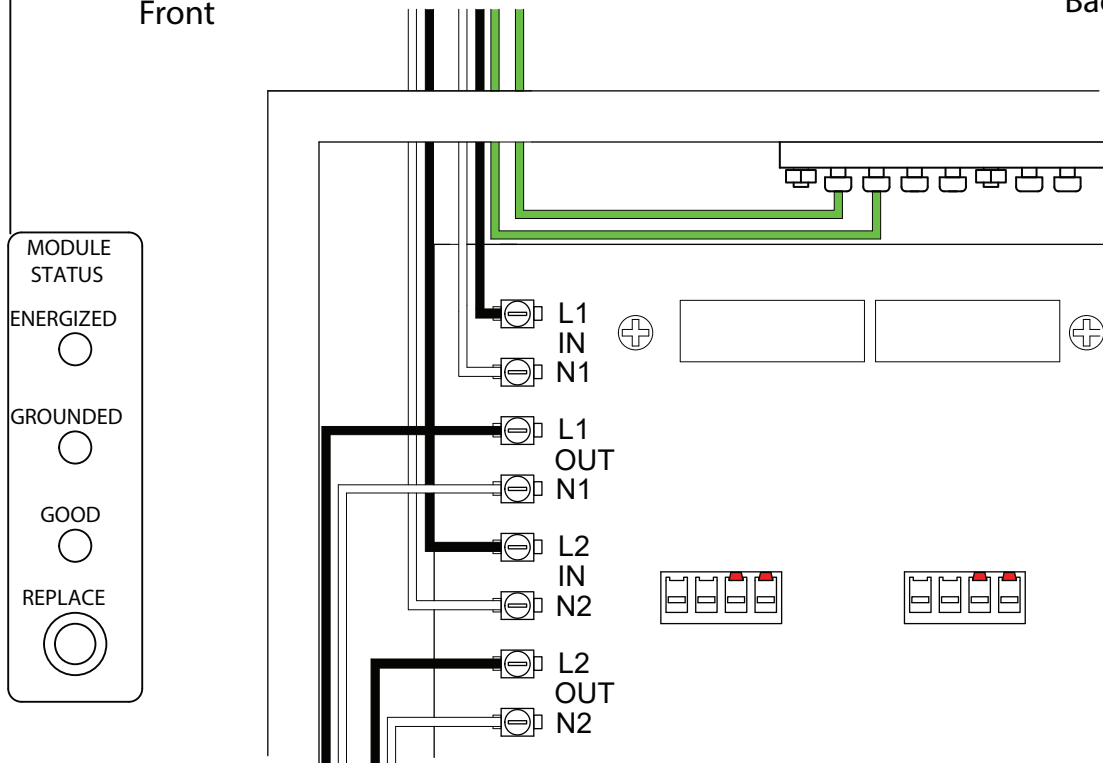 Front
MODULE
STATUS
ENERGIZED
GROUNDED
GOOD
REPLACE
L1
IN
N1
L1
OUT
N1
L2
IN
N2
L2
OUT
N2